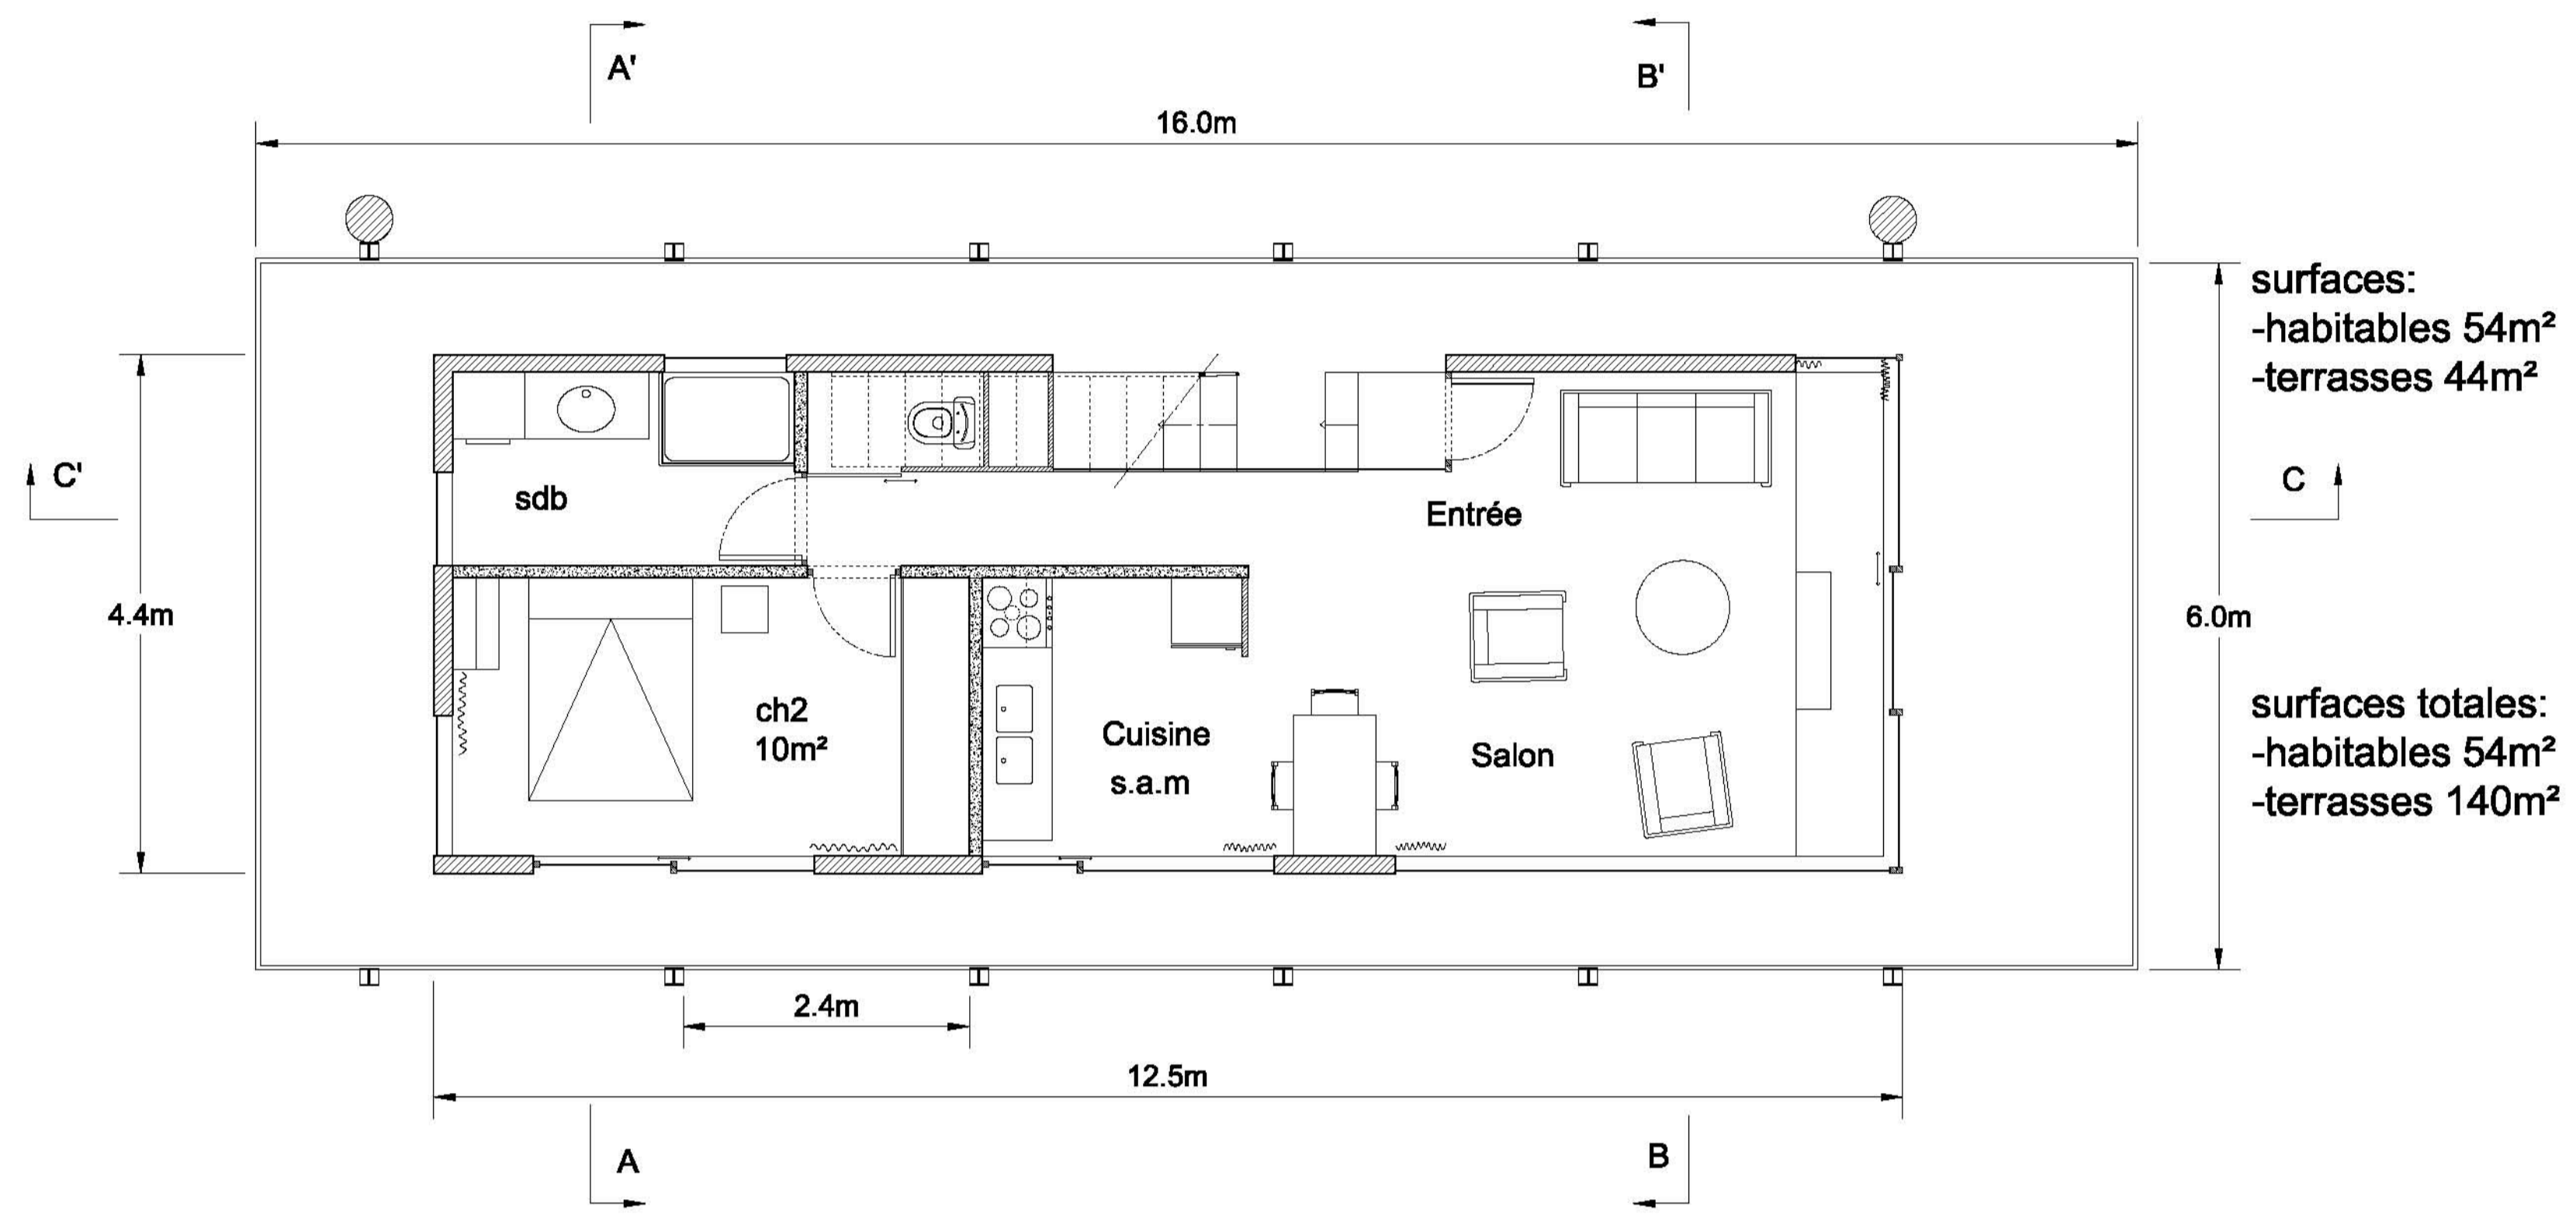 A'
B'
16.0m
surfaces:
-habitables 54m²
-terrasses 44m²
C'
sdb
Entrée
C
4.4m
6.0m
ch2
10m²
Cuisine
s.a.m
Salon
surfaces totales:
-habitables 54m²
-terrasses 140m²
2.4m
12.5m
A
B